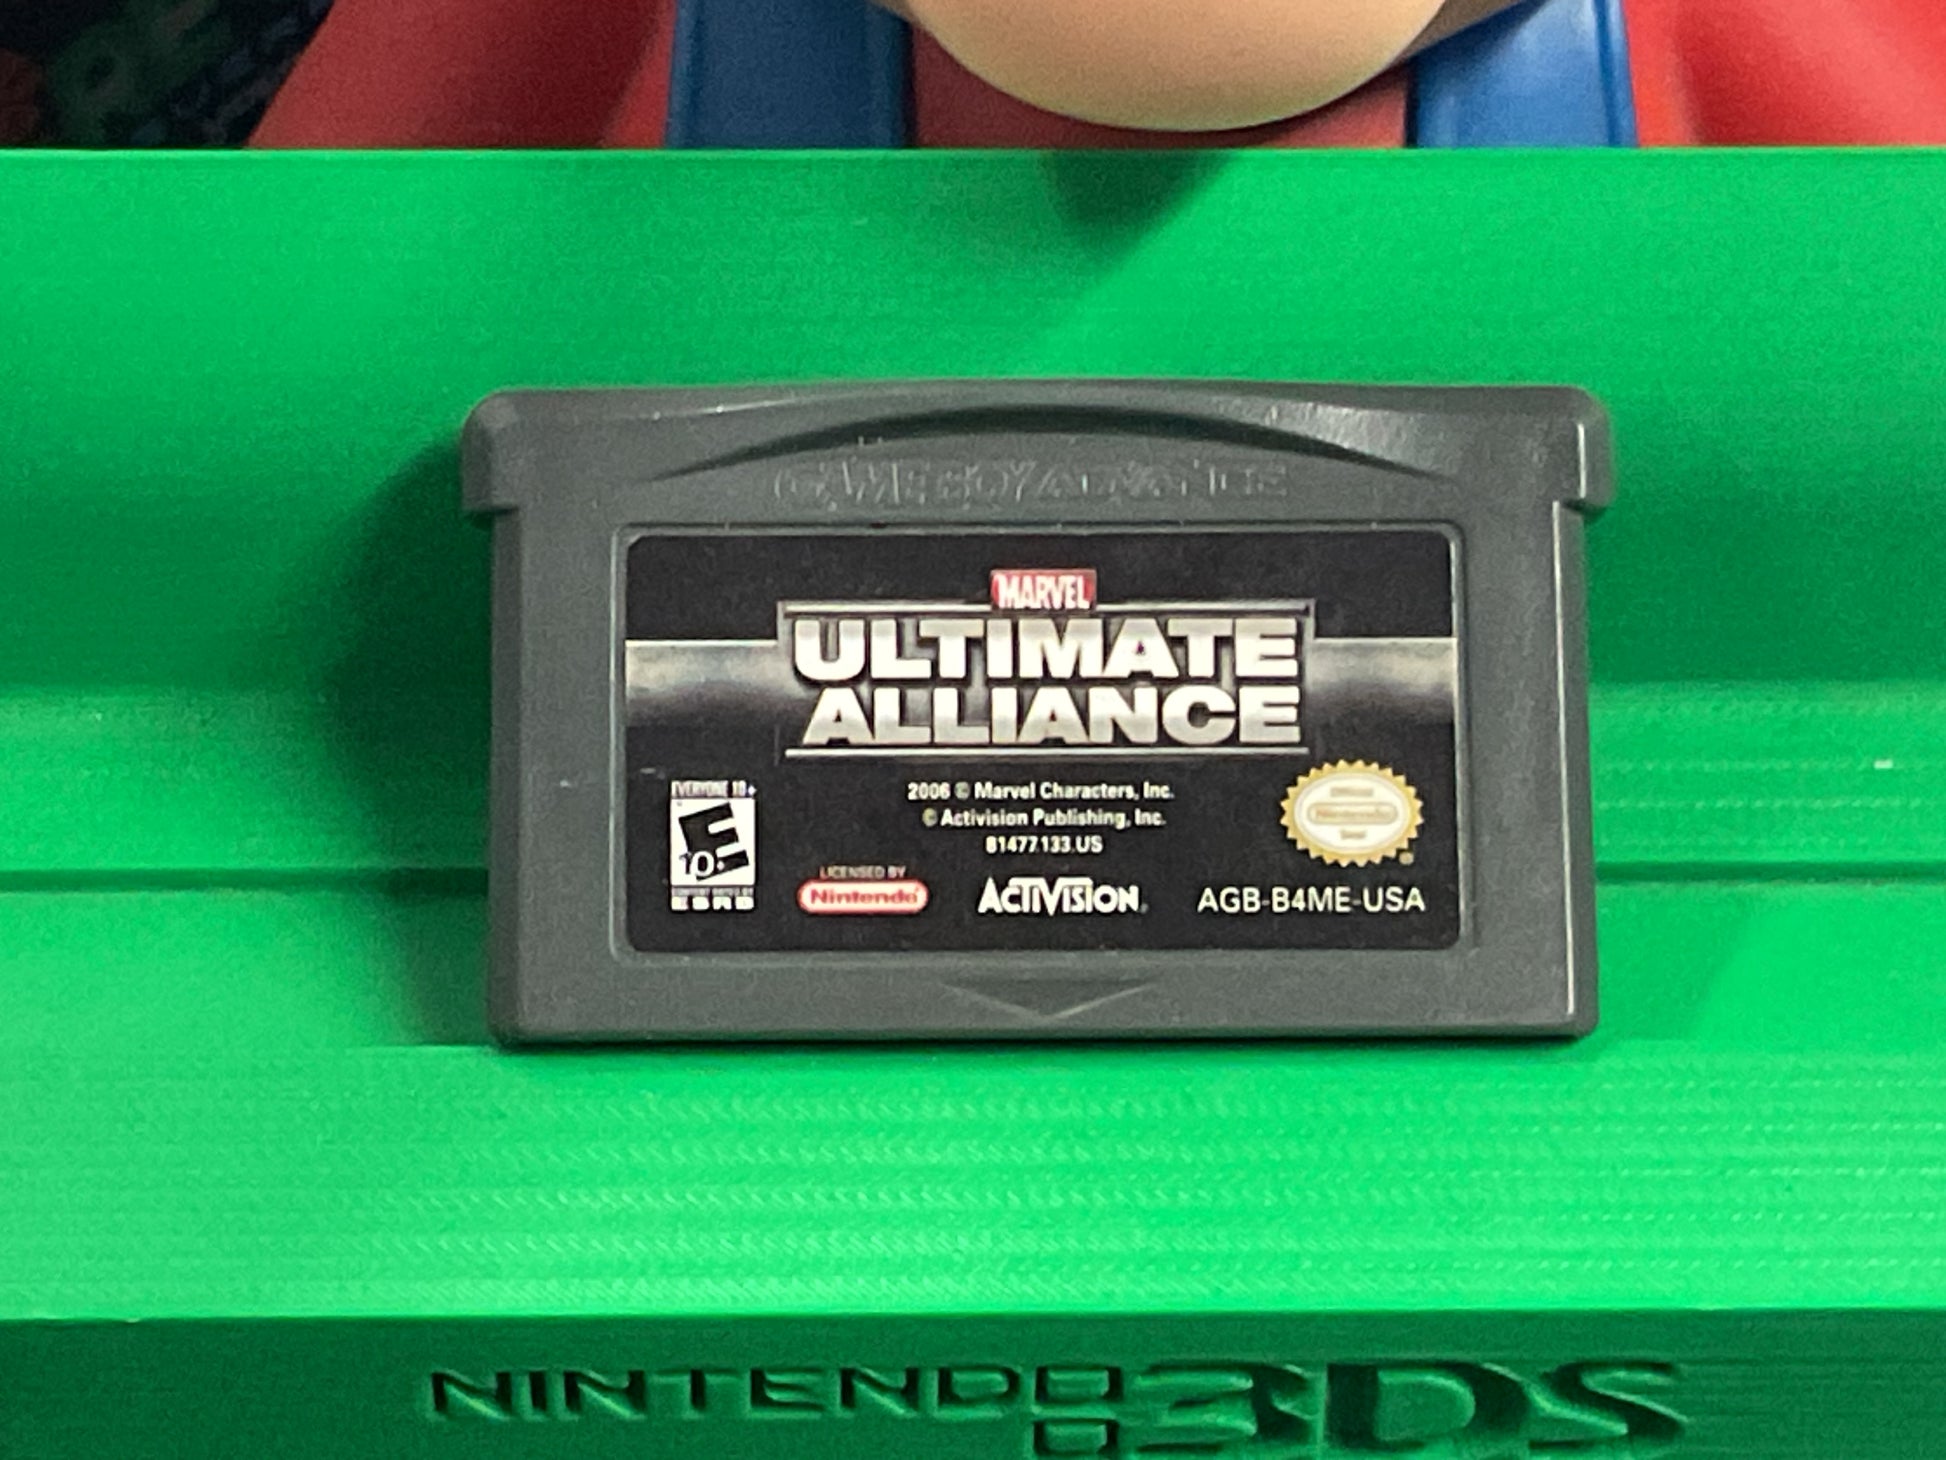 GAME BOY ADVANCE
MARVEL
ULTIMATE
ALLIANCE
EVERYONE 10+
E
10+
ESRB
2006 © Marvel Characters, Inc.
© Activision Publishing, Inc.
81477.133.US
LICENSED BY
Nintendo
ACTIVISION
Nintendo
AGB-B4ME-USA
NINTENDO 3DS